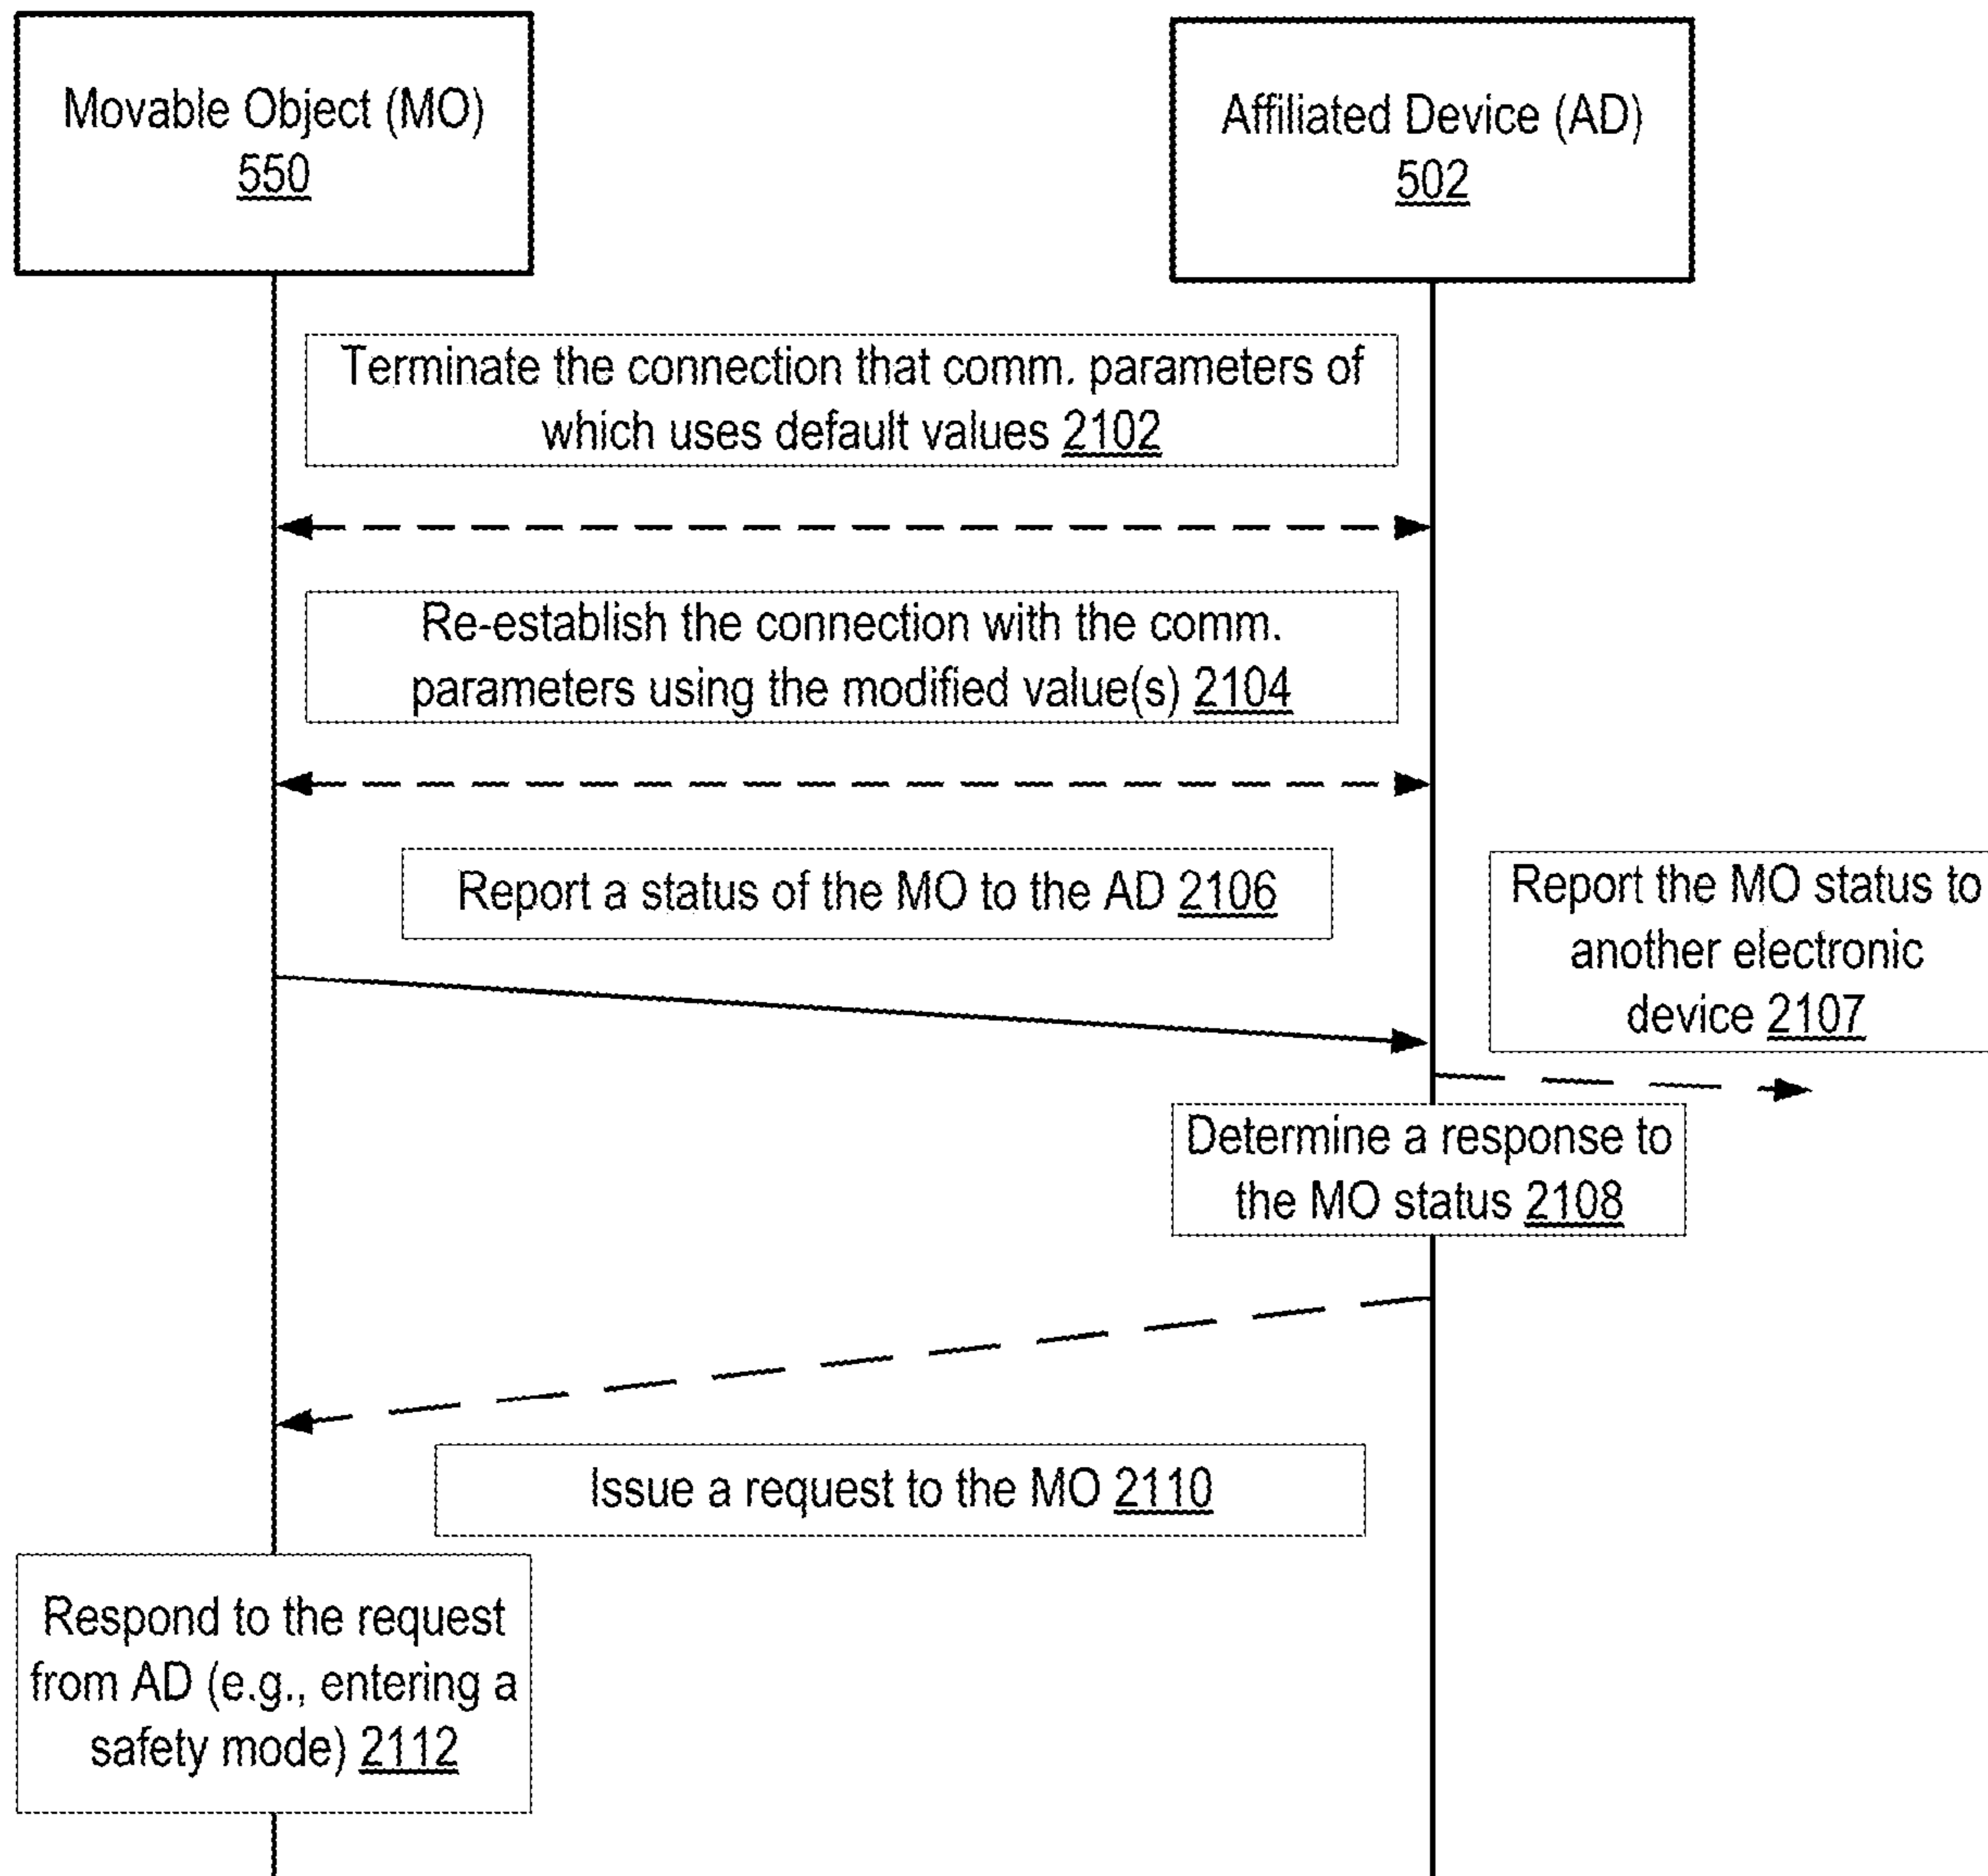 Movable Object (MO)
550
Affiliated Device (AD)
502
Terminate the connection that comm. parameters of
which uses default values 2102
Re-establish the connection with the comm.
parameters using the modified value(s) 2104
Report a status of the MO to the AD 2106
Report the MO status to
another electronic
device 2107
Determine a response to
the MO status 2108
Issue a request to the MO 2110
Respond to the request
from AD (e.g., entering a
safety mode) 2112